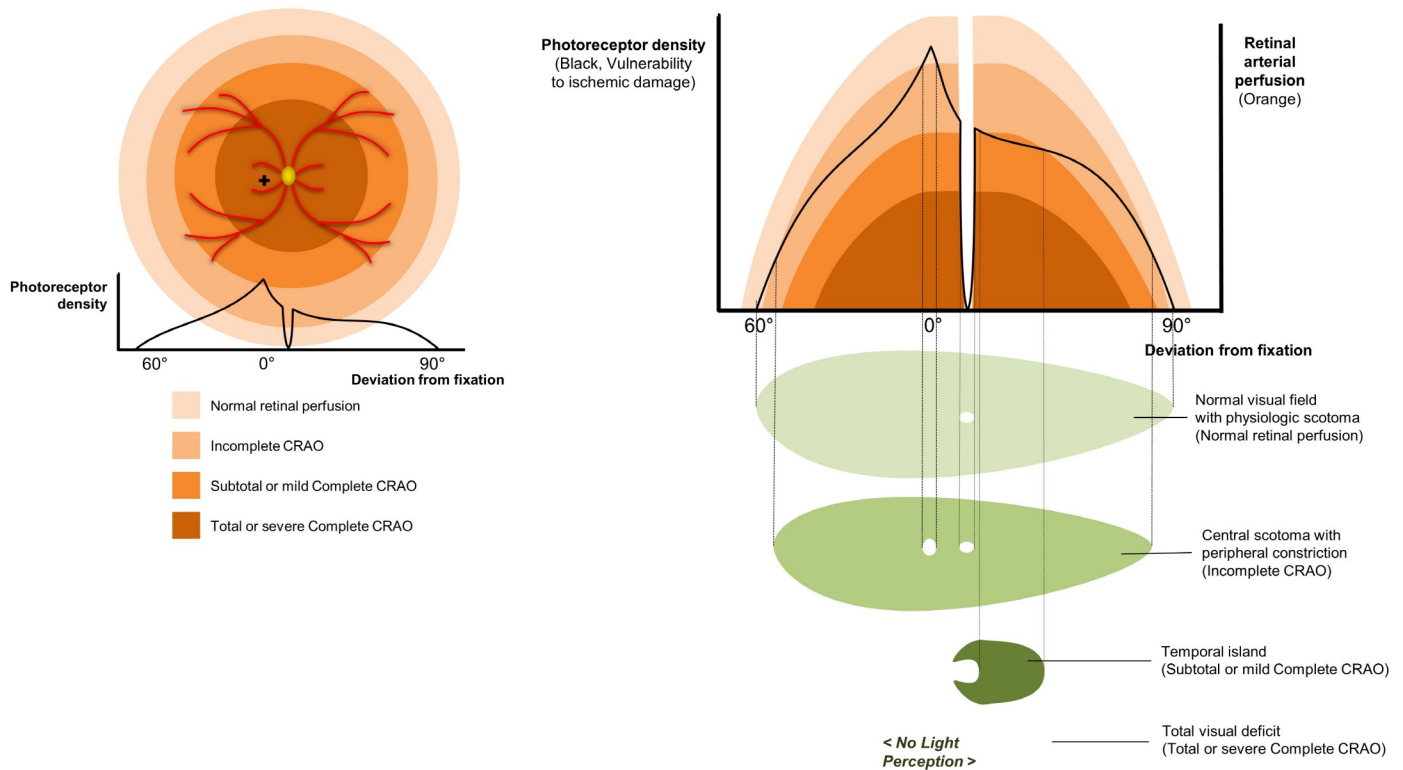 Photoreceptor
density
60°
0°
90°
Deviation from fixation
Normal retinal perfusion
Incomplete CRAO
Subtotal or mild Complete CRAO
Total or severe Complete CRAO
Photoreceptor density
(Black, Vulnerability
to ischemic damage)
Retinal
arterial
perfusion
(Orange)
60°
0°
90°
Deviation from fixation
Normal visual field
with physiologic scotoma
(Normal retinal perfusion)
Central scotoma with
peripheral constriction
(Incomplete CRAO)
Temporal island
(Subtotal or mild Complete CRAO)
< No Light
Perception >
Total visual deficit
(Total or severe Complete CRAO)